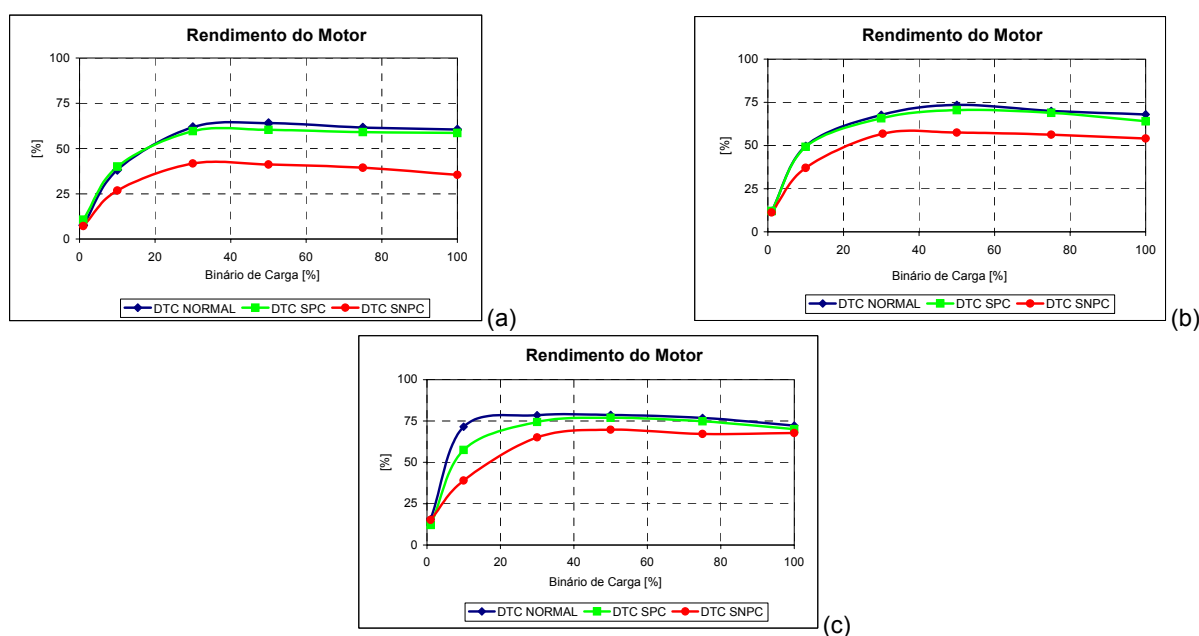 Rendimento do Motor
100
75
50
25
0
[%]
0 20 40 60 80 100
Binário de Carga [%]
DTC NORMAL DTC SPC DTC SNPC
(a)
Rendimento do Motor
100
75
50
25
0
[%]
0 20 40 60 80 100
Binário de Carga [%]
DTC NORMAL DTC SPC DTC SNPC
(b)
Rendimento do Motor
100
75
50
25
0
[%]
0 20 40 60 80 100
Binário de Carga [%]
DTC NORMAL DTC SPC DTC SNPC
(c)